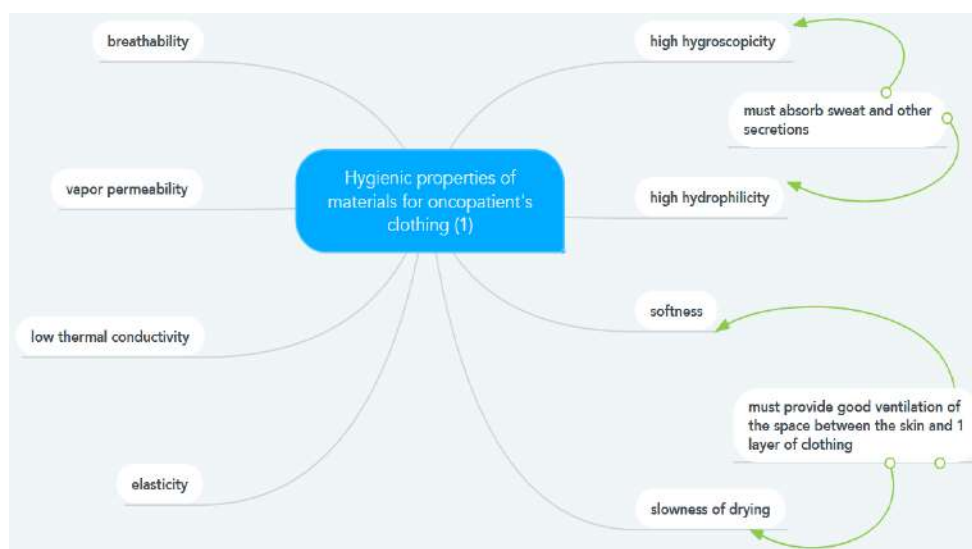 breathability
high hygroscopicity
must absorb sweat and other
secretions
Hygienic properties of
materials for oncopatient's
clothing (1)
vapor permeability
high hydrophilicity
softness
low thermal conductivity
must provide good ventilation of
the space between the skin and 1
layer of clothing
elasticity
slowness of drying